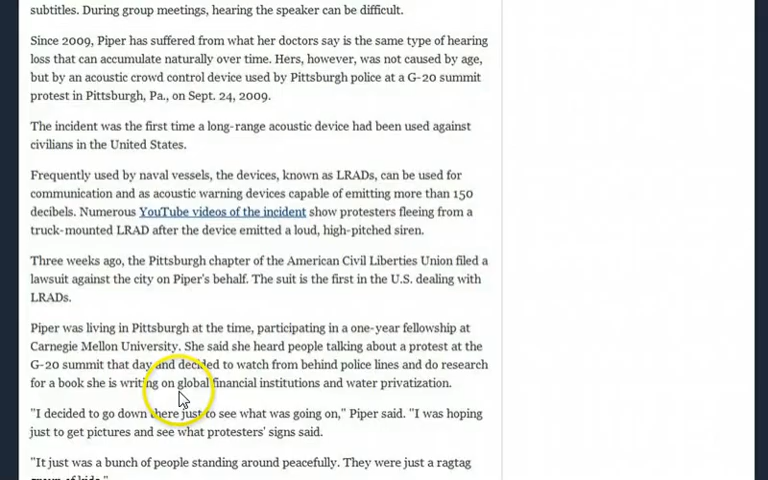 subtitles. During group meetings, hearing the speaker can be difficult.
Since 2009, Piper has suffered from what her doctors say is the same type of hearing
loss that can accumulate naturally over time. Hers, however, was not caused by age,
but by an acoustic crowd control device used by Pittsburgh police at a G-20 summit
protest in Pittsburgh, Pa., on Sept. 24, 2009.
The incident was the first time a long-range acoustic device had been used against
civilians in the United States.
Frequently used by naval vessels, the devices, known as LRADs, can be used for
communication and as acoustic warning devices capable of emitting more than 150
decibels. Numerous YouTube videos of the incident show protesters fleeing from a
truck-mounted LRAD after the device emitted a loud, high-pitched siren.
Three weeks ago, the Pittsburgh chapter of the American Civil Liberties Union filed a
lawsuit against the city on Piper's behalf. The suit is the first in the U.S. dealing with
LRADs.
Piper was living in Pittsburgh at the time, participating in a one-year fellowship at
Carnegie Mellon University. She said she heard people talking about a protest at the
G-20 summit that day and decided to watch from behind police lines and do research
for a book she is writing on global financial institutions and water privatization.
"I decided to go down there just to see what was going on," Piper said. "I was hoping
just to get pictures and see what protesters' signs said.
"It just was a bunch of people standing around peacefully. They were just a ragtag
group of kids."